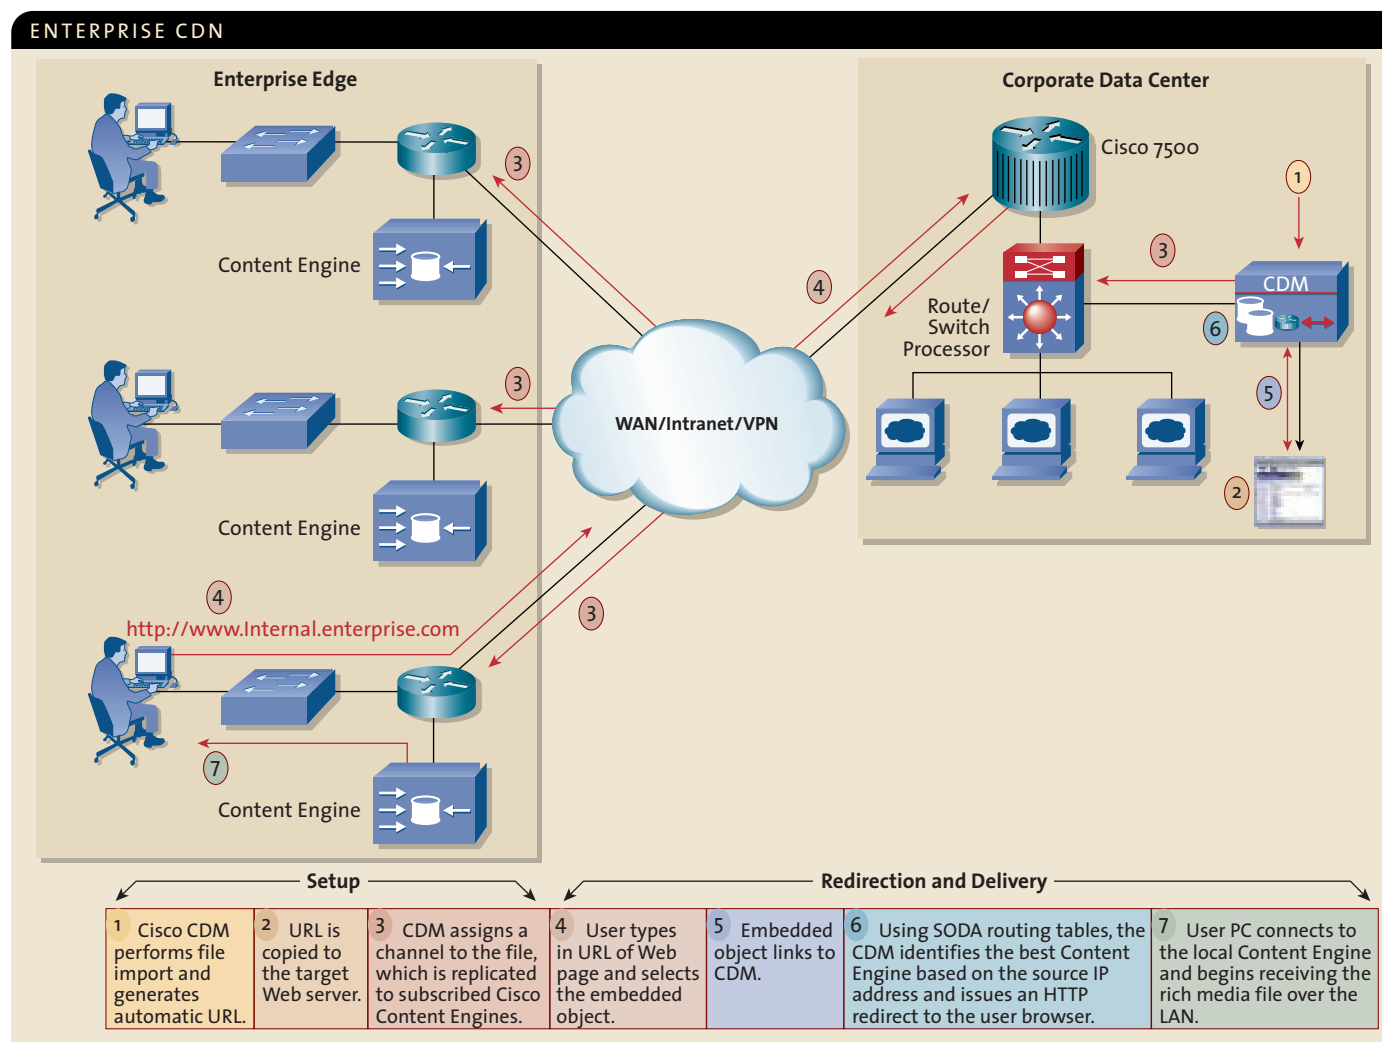 ENTERPRISE CDN
Enterprise Edge
Corporate Data Center
Cisco 7500
3
1
Content Engine
3
4
CDM
Route/
Switch
Processor
6
3
5
WAN/Intranet/VPN
2
Content Engine
4
3
http://www.Internal.enterprise.com
7
Content Engine
Setup
Redirection and Delivery
1 Cisco CDM
performs file
import and
generates
automatic URL.
2 URL is
copied to
the target
Web server.
3 CDM assigns a
channel to the file,
which is replicated
to subscribed Cisco
Content Engines.
4 User types
in URL of Web
page and selects
the embedded
object.
5 Embedded
object links to
CDM.
6 Using SODA routing tables, the
CDM identifies the best Content
Engine based on the source IP
address and issues an HTTP
redirect to the user browser.
7 User PC connects to
the local Content Engine
and begins receiving the
rich media file over the
LAN.